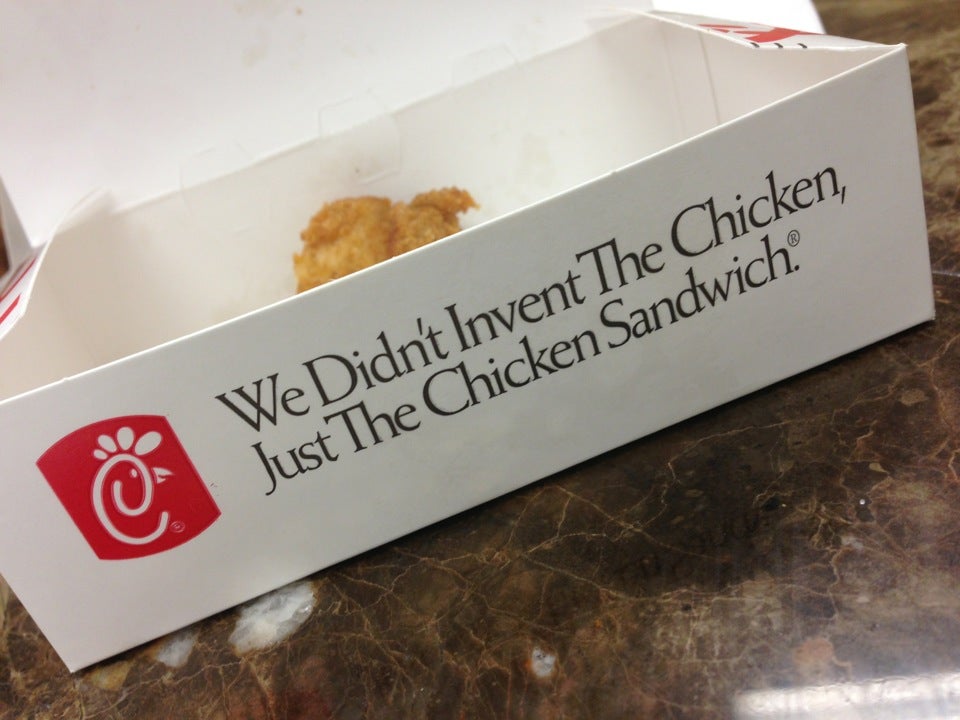 We Didn't Invent The Chicken,
Just The Chicken Sandwich.®